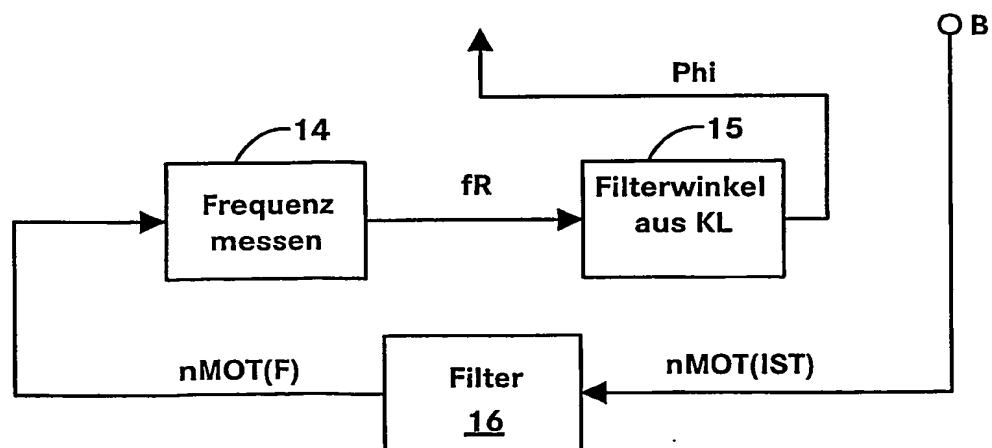 B
Phi
14
15
Frequenz
messen
fR
Filterwinkel
aus KL
nMOT(F)
Filter
16
nMOT(IST)